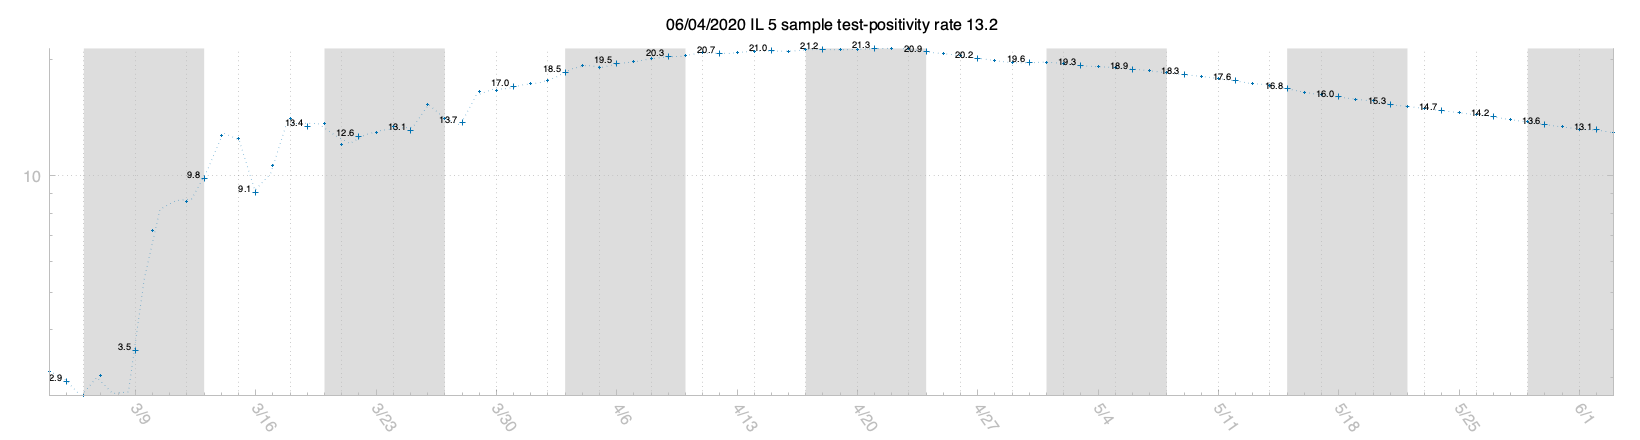 06/04/2020 IL 5 sample test-positivity rate 13.2
2.9 3.5 9.8 9.1 13.4 12.6 13.1 13.7 17.0 18.5 19.5 20.3 20.7 21.0 21.2 21.3 20.9 20.2 19.6 19.3 18.9 18.3 17.6 16.8 16.0 15.3 14.7 14.2 13.6 13.1
10
3/9 3/16 3/23 3/30 4/6 4/13 4/20 4/27 5/4 5/11 5/18 5/25 6/1